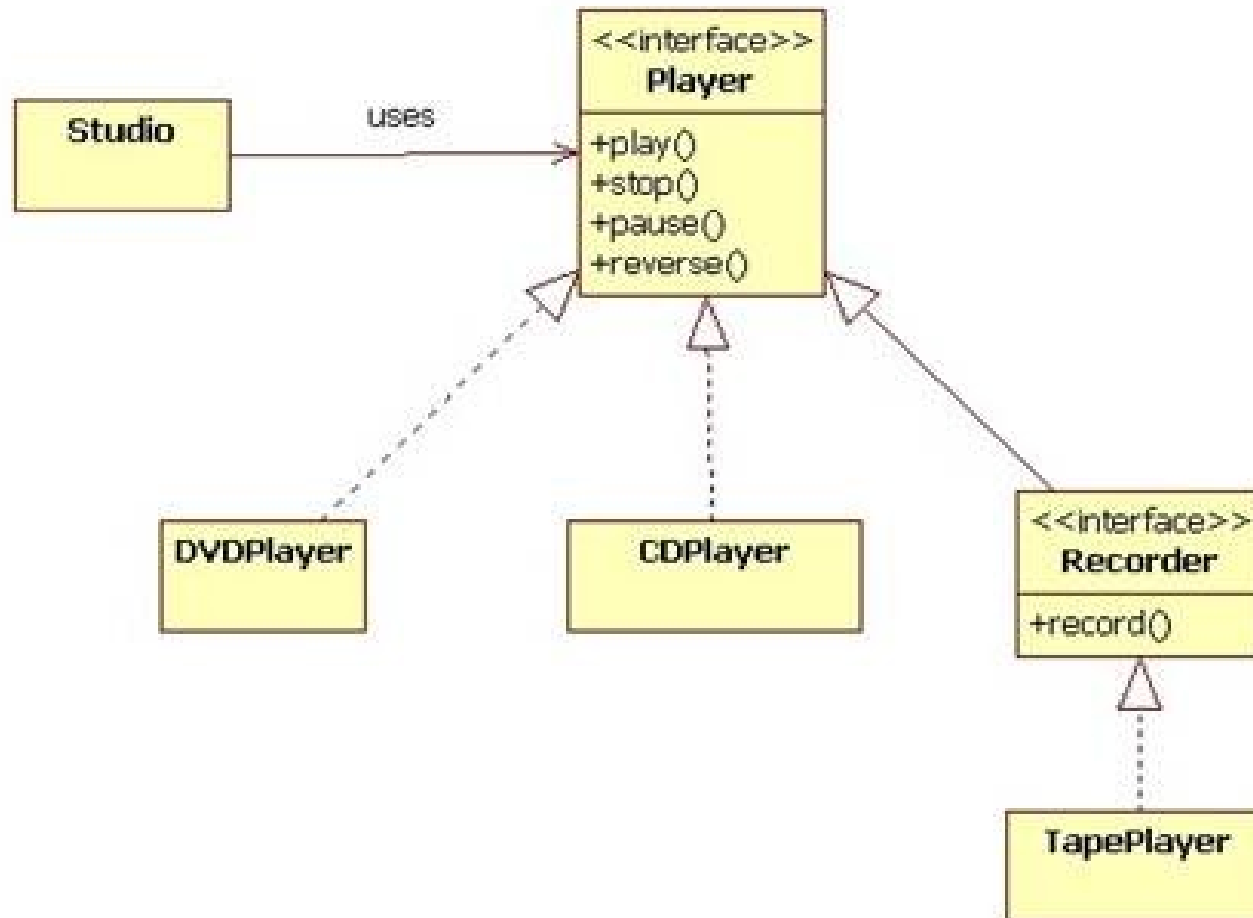 <<interface>>
Player
Studio
uses
+play()
+stop()
+pause()
+reverse()
DVDPlayer
CDPlayer
<<interface>>
Recorder
+record()
TapePlayer